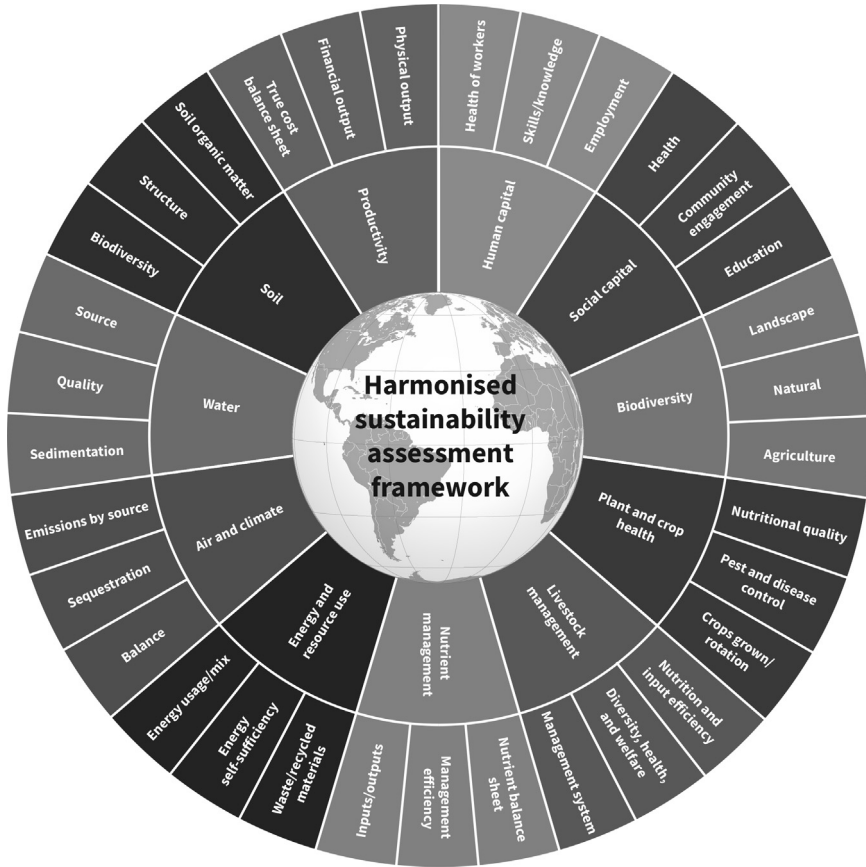 Harmonised
sustainability
assessment
framework
Productivity
True cost
balance sheet
Financial output
Physical output
Human capital
Health of workers
Skills/knowledge
Employment
Social capital
Health
Community
engagement
Education
Biodiversity
Landscape
Natural
Agriculture
Plant and crop
health
Nutritional quality
Pest and disease
control
Crops grown/
rotation
Livestock
management
Nutrition and
input efficiency
Diversity, health,
and welfare
Management system
Nutrient
management
Nutrient balance
sheet
Management
efficiency
Inputs/outputs
Energy and
resource use
Waste/recycled
materials
Energy
self-sufficiency
Energy usage/mix
Air and climate
Balance
Sequestration
Emissions by source
Water
Sedimentation
Quality
Source
Soil
Biodiversity
Structure
Soil organic matter